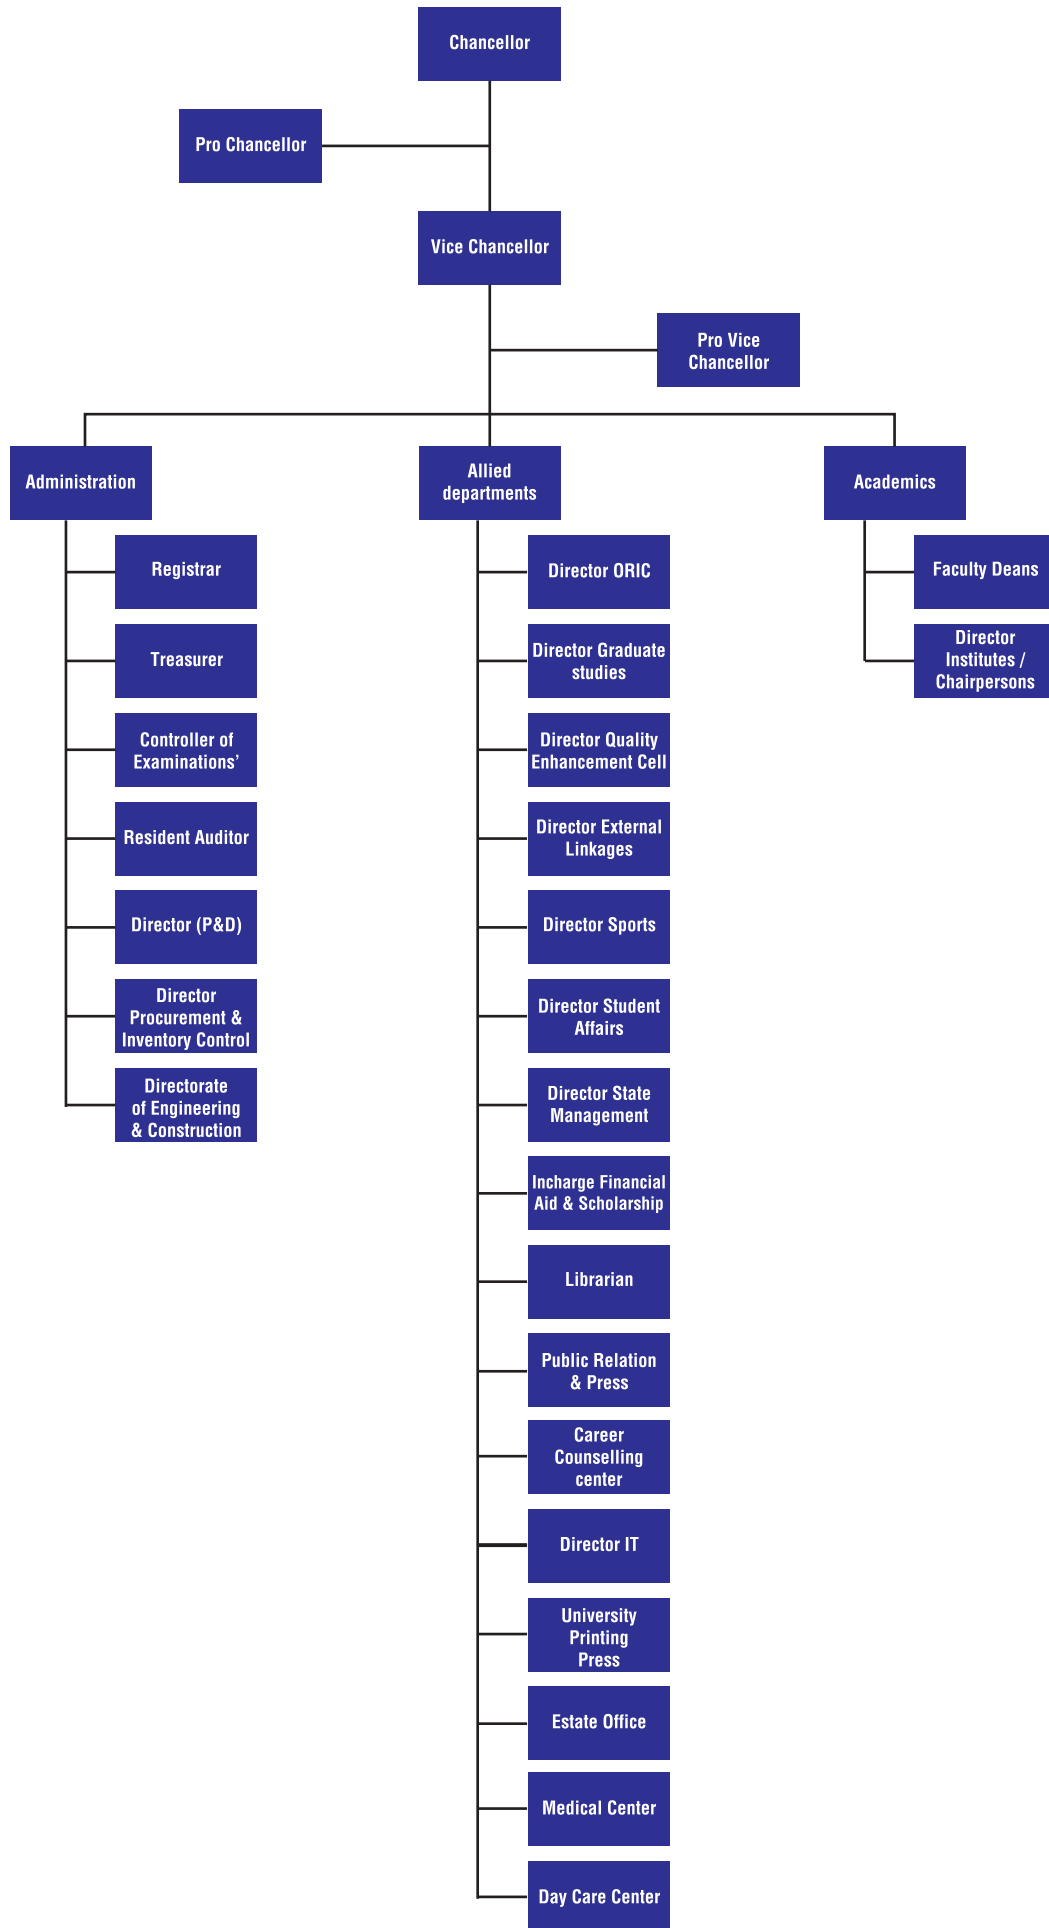 Chancellor
Pro Chancellor
Vice Chancellor
Pro Vice
Chancellor
Administration
Registrar
Treasurer
Controller of
Examinations’
Resident Auditor
Director (P&D)
Director
Procurement &
Inventory Control
Directorate
of Engineering
& Construction
Allied
departments
Director ORIC
Director Graduate
studies
Director Quality
Enhancement Cell
Director External
Linkages
Director Sports
Director Student
Affairs
Director State
Management
Incharge Financial
Aid & Scholarship
Librarian
Public Relation
& Press
Career
Counselling
center
Director IT
University
Printing
Press
Estate Office
Medical Center
Day Care Center
Academics
Faculty Deans
Director
Institutes /
Chairpersons